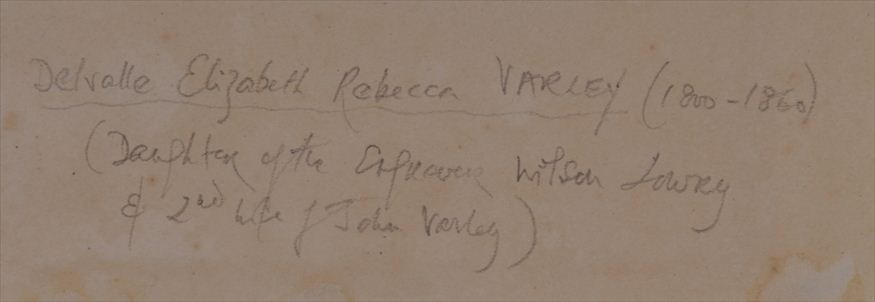 Delvalle Elizabeth Rebecca VARLEY (1800-1860)
(Daughter of the Engraver Wilson Lowry
& 2nd wife of John Varley)